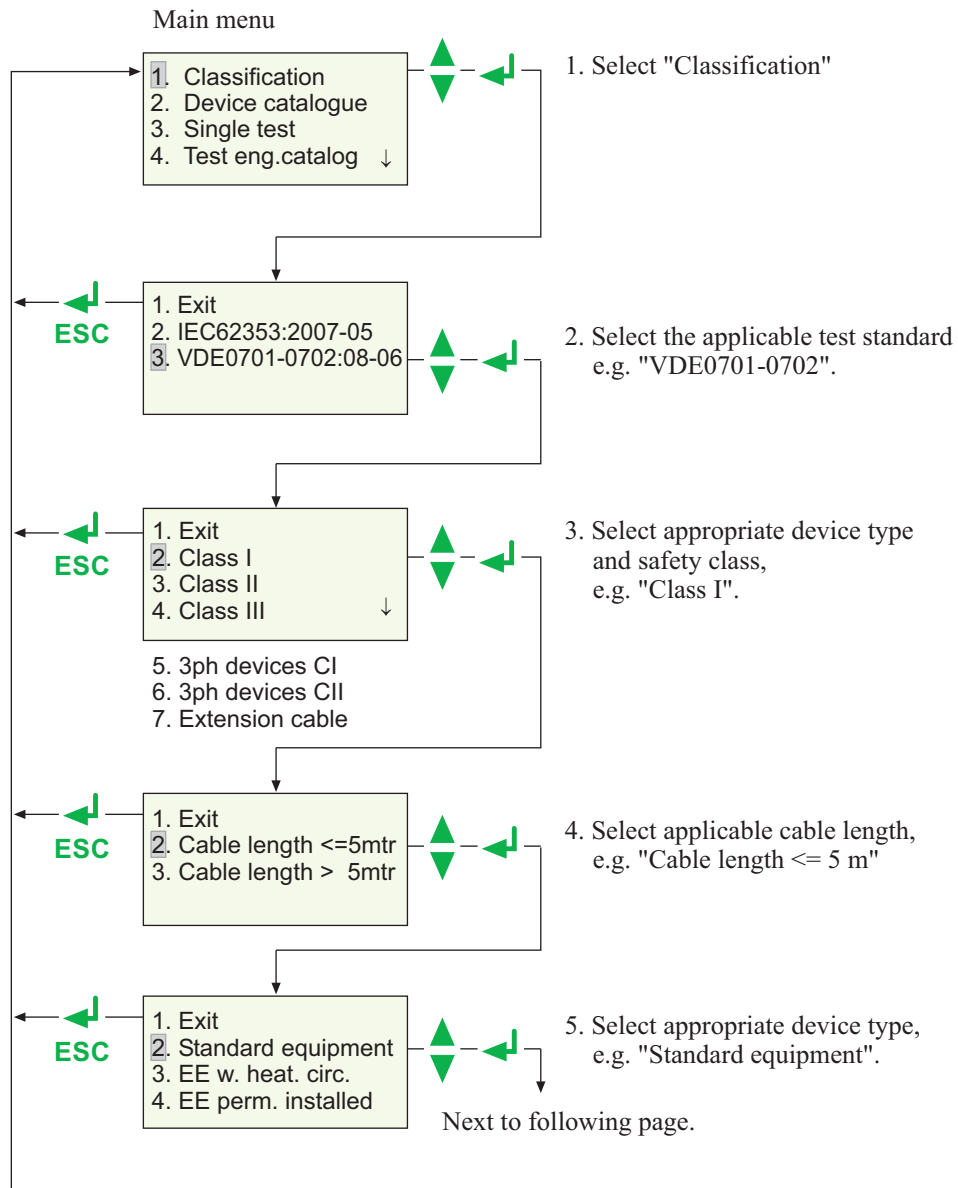 Main menu
1. Classification
2. Device catalogue
3. Single test
4. Test eng.catalog ↓
1. Select "Classification"
ESC
1. Exit
2. IEC62353:2007-05
3. VDE0701-0702:08-06
2. Select the applicable test standard
e.g. "VDE0701-0702".
ESC
1. Exit
2. Class I
3. Class II
4. Class III ↓
5. 3ph devices CI
6. 3ph devices CII
7. Extension cable
3. Select appropriate device type
and safety class,
e.g. "Class I".
ESC
1. Exit
2. Cable length <=5mtr
3. Cable length > 5mtr
4. Select applicable cable length,
e.g. "Cable length <= 5 m"
ESC
1. Exit
2. Standard equipment
3. EE w. heat. circ.
4. EE perm. installed
5. Select appropriate device type,
e.g. "Standard equipment".
Next to following page.